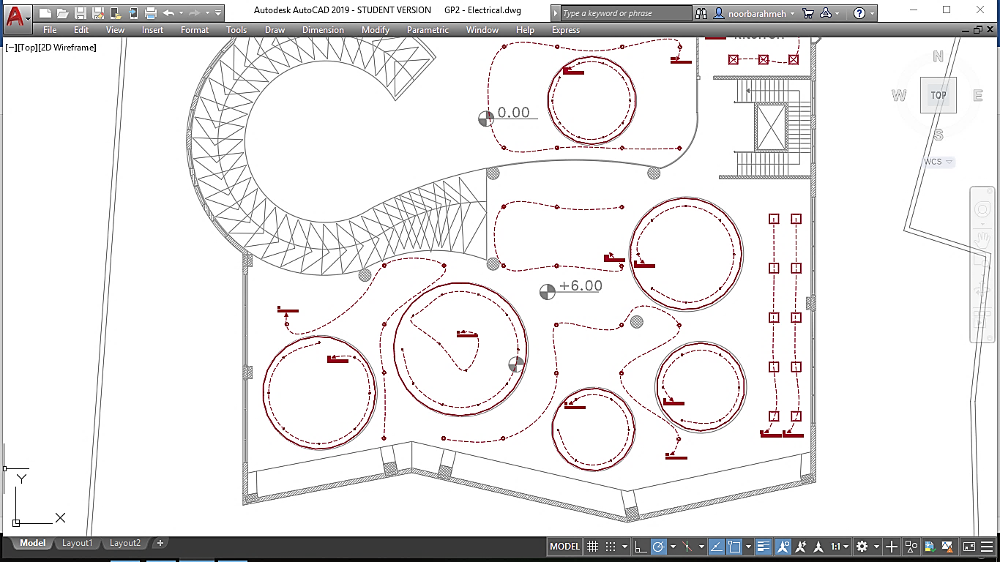 Autodesk AutoCAD 2019 - STUDENT VERSION GP2 - Electrical.dwg
Type a keyword or phrase
noorbarahmeh
File Edit View Insert Format Tools Draw Dimension Modify Parametric Window Help Express
[−][Top][2D Wireframe]
N
W TOP E
S
WCS
0.00
+6.00
Y
X
Model Layout1 Layout2 +
MODEL
1:1